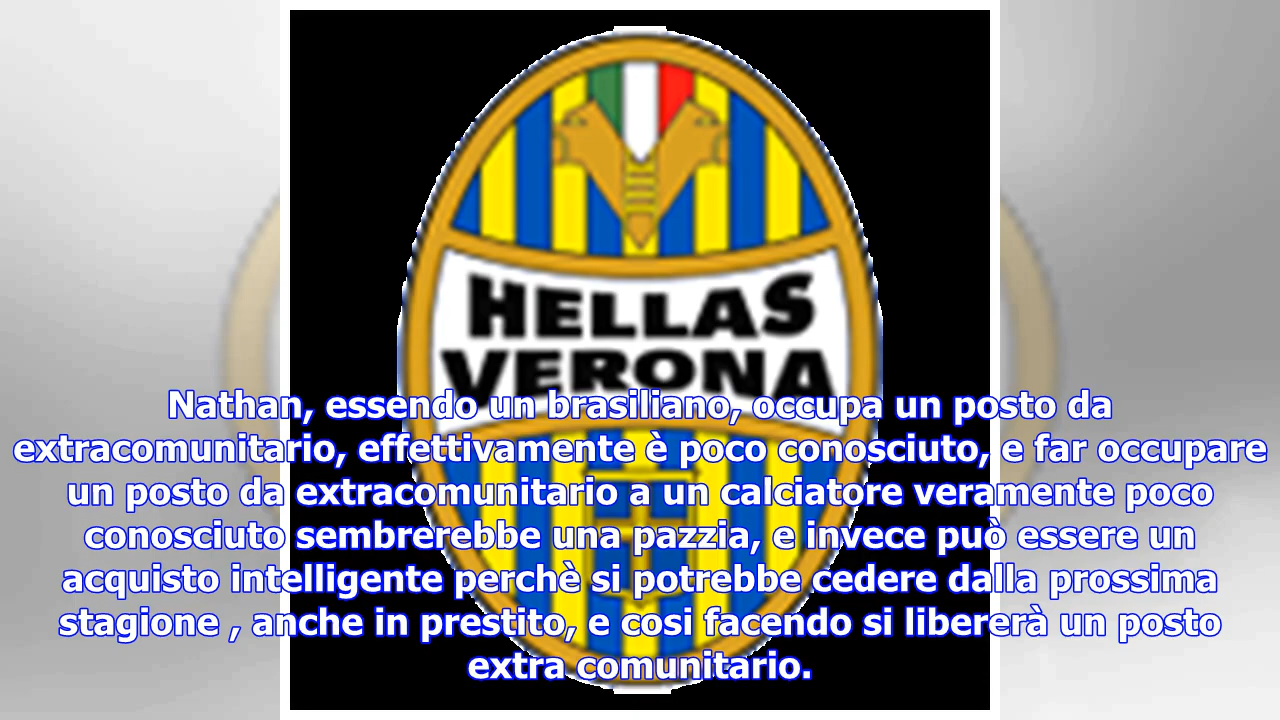 HELLAS
VERONA
Nathan, essendo un brasiliano, occupa un posto da
extracomunitario, effettivamente è poco conosciuto, e far occupare
un posto da extracomunitario a un calciatore veramente poco
conosciuto sembrerebbe una pazzia, e invece può essere un
acquisto intelligente perchè si potrebbe cedere dalla prossima
stagione , anche in prestito, e cosi facendo si libererà un posto
extra comunitario.